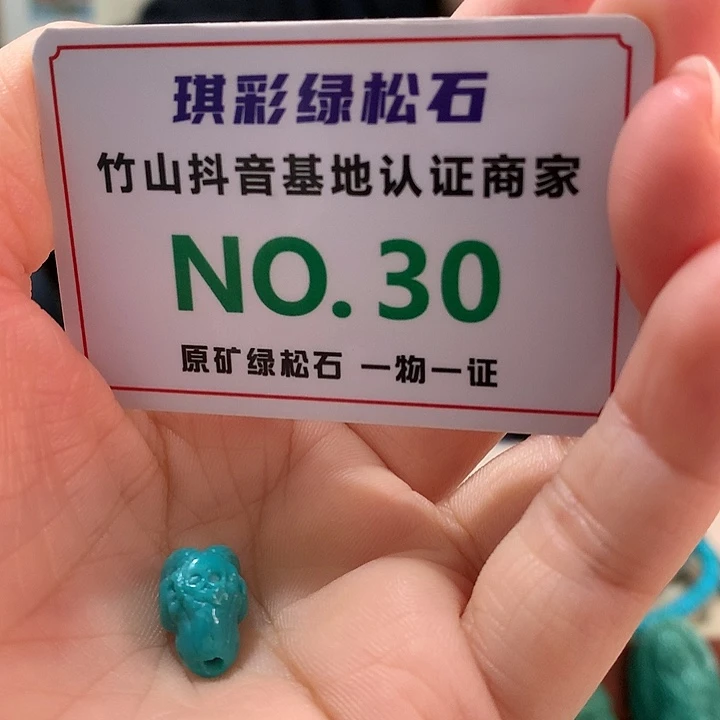 琪彩绿松石
竹山抖音基地认证商家
NO. 30
原矿绿松石 一物一证